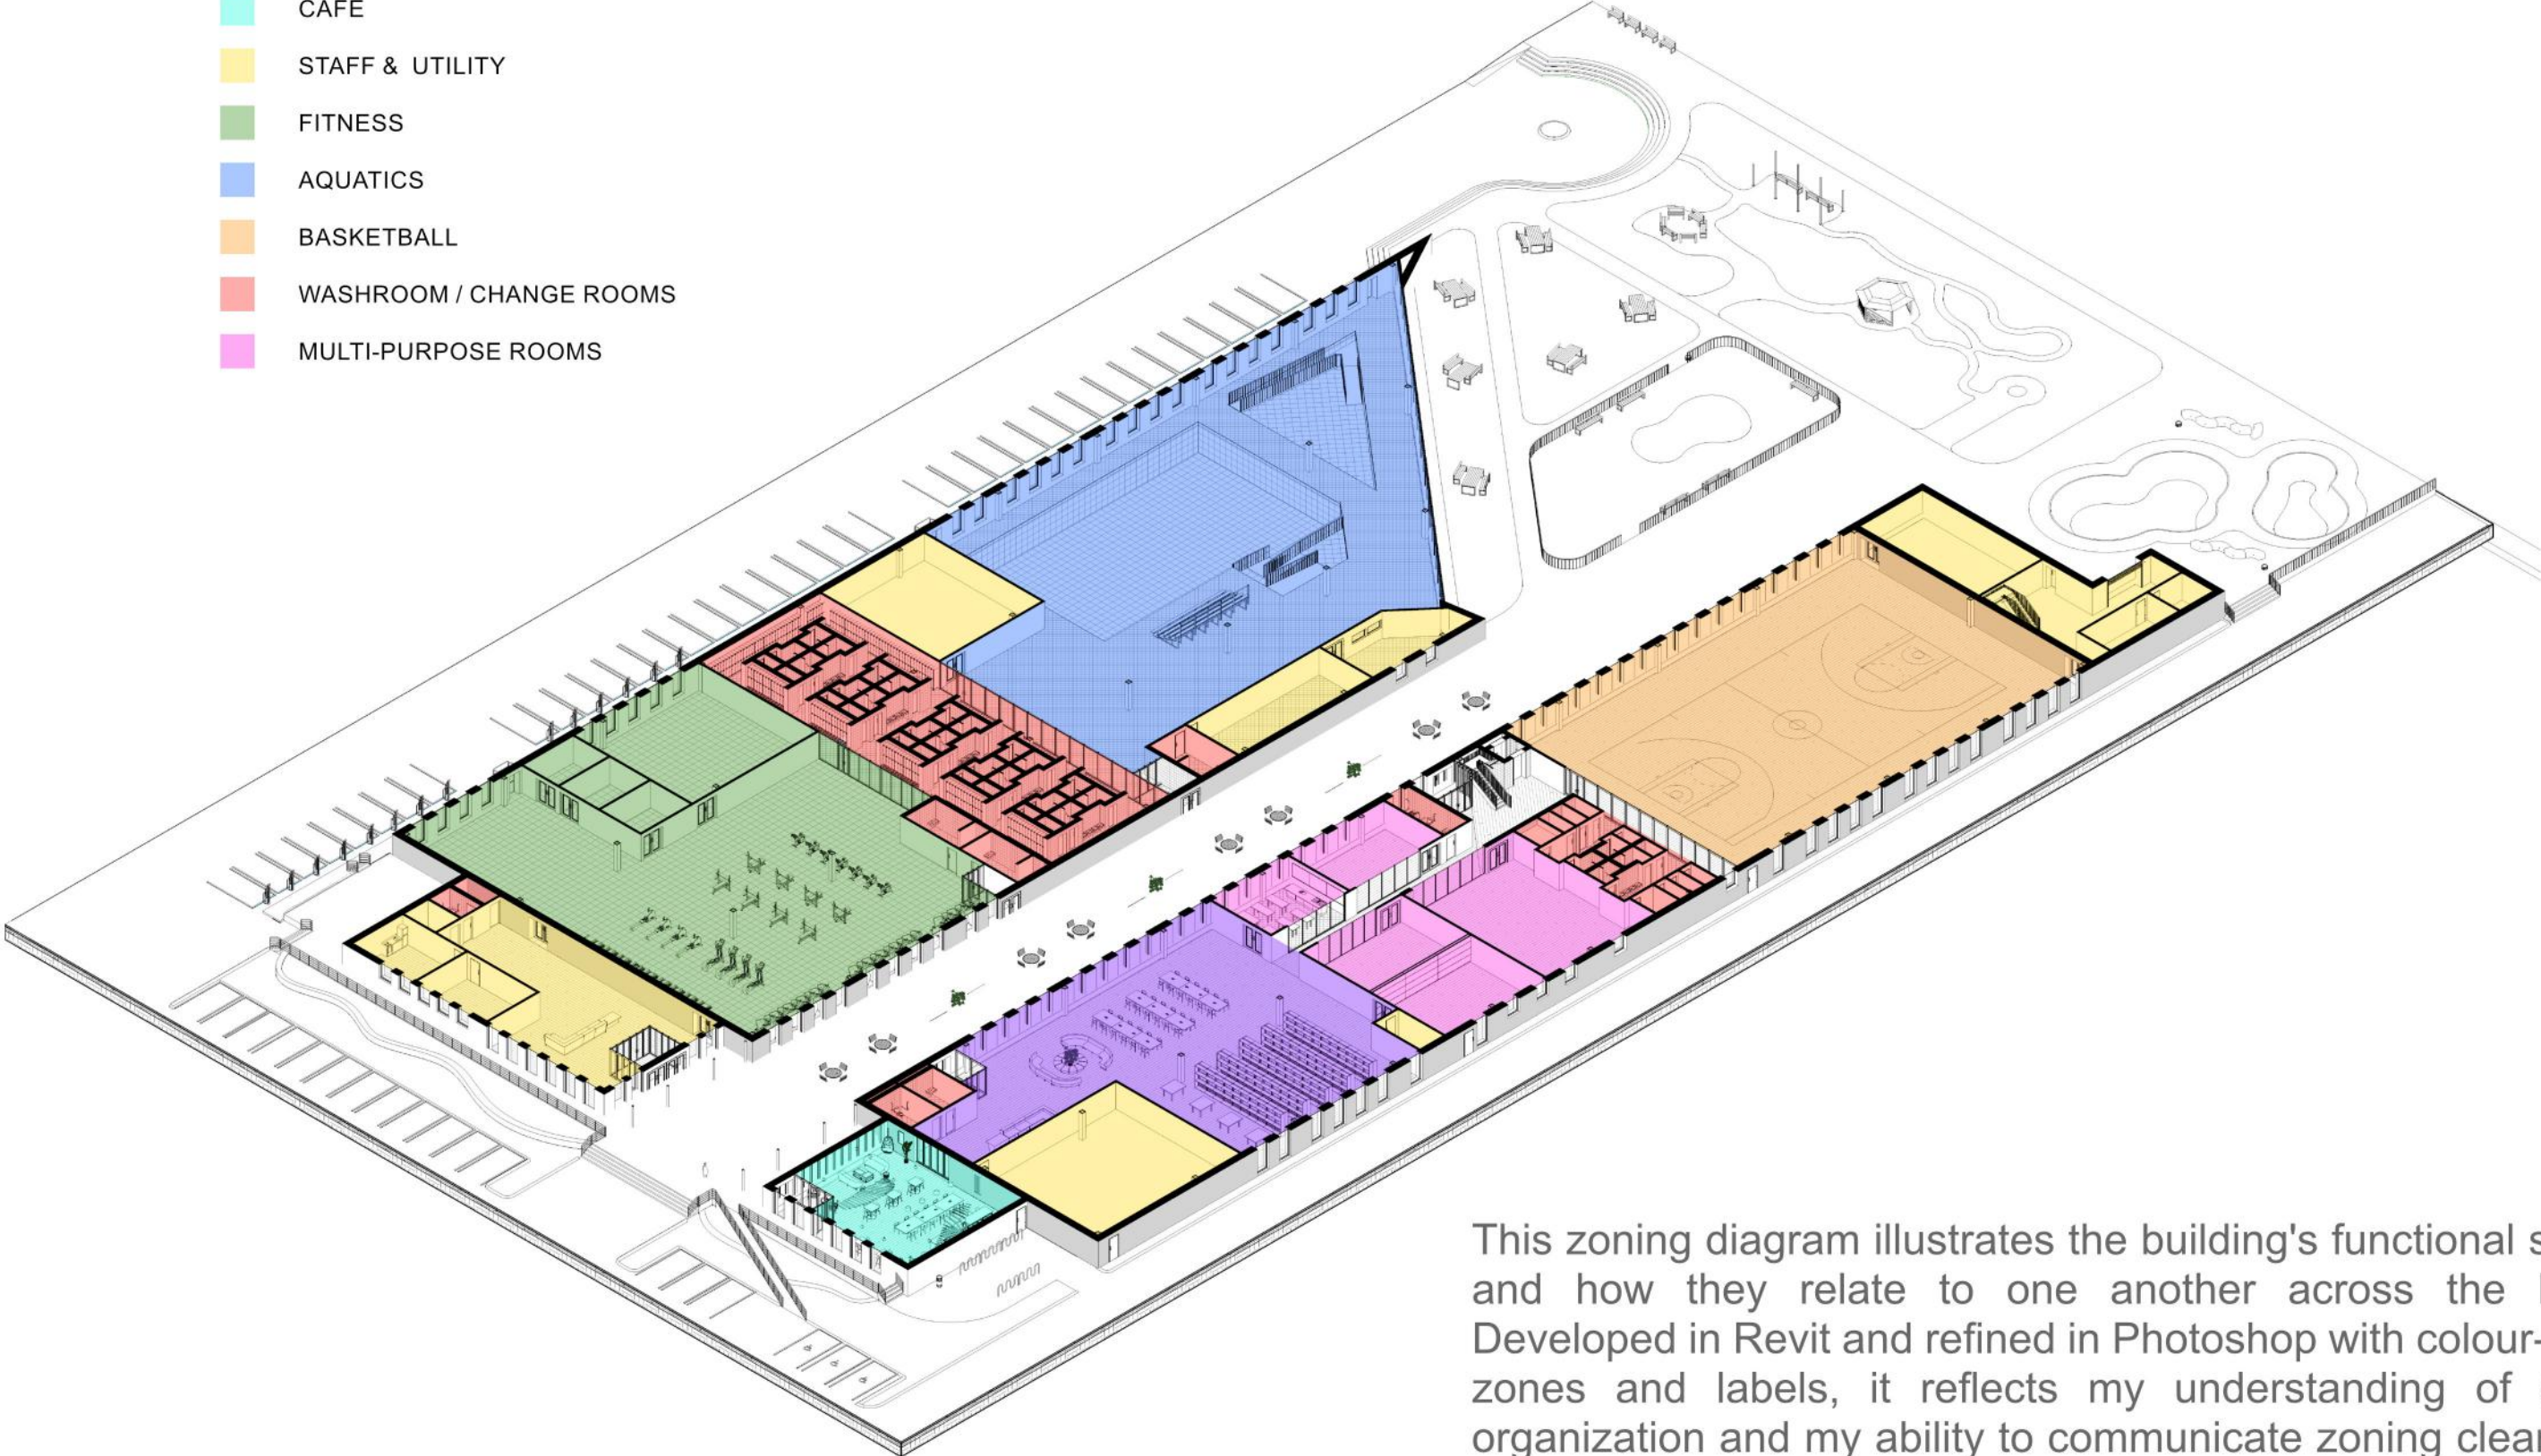 CAFE
STAFF & UTILITY
FITNESS
AQUATICS
BASKETBALL
WASHROOM / CHANGE ROOMS
MULTI-PURPOSE ROOMS
This zoning diagram illustrates the building's functional
and how they relate to one another across the
Developed in Revit and refined in Photoshop with colour-
zones and labels, it reflects my understanding of
organization and my ability to communicate zoning